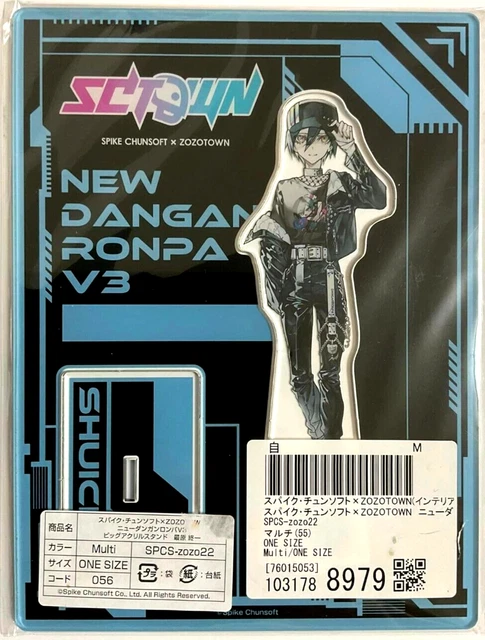 SCTOWN
SPIKE CHUNSOFT × ZOZOTOWN
NEW
DANGAN
RONPA
V3
SHUIC
自 M
スパイク・チュンソフト×ZOZOTOWN(インテリア
スパイク・チュンソフト×ZOZOTOWN ニューダ
SPCS-zozo22
マルチ(55)
ONE SIZE
Multi/ONE SIZE
[76015053]
103178 8979
商品名 スパイク・チュンソフト×ZOZO
ニューダンガンロンパV3
ビッグアクリルスタンド 最原 終一
カラー Multi SPCS-zozo22
サイズ ONE SIZE プラ:袋 紙:台紙
コード 056
©Spike Chunsoft Co., Ltd. All Rights Reserved.
©Spike Chunsoft